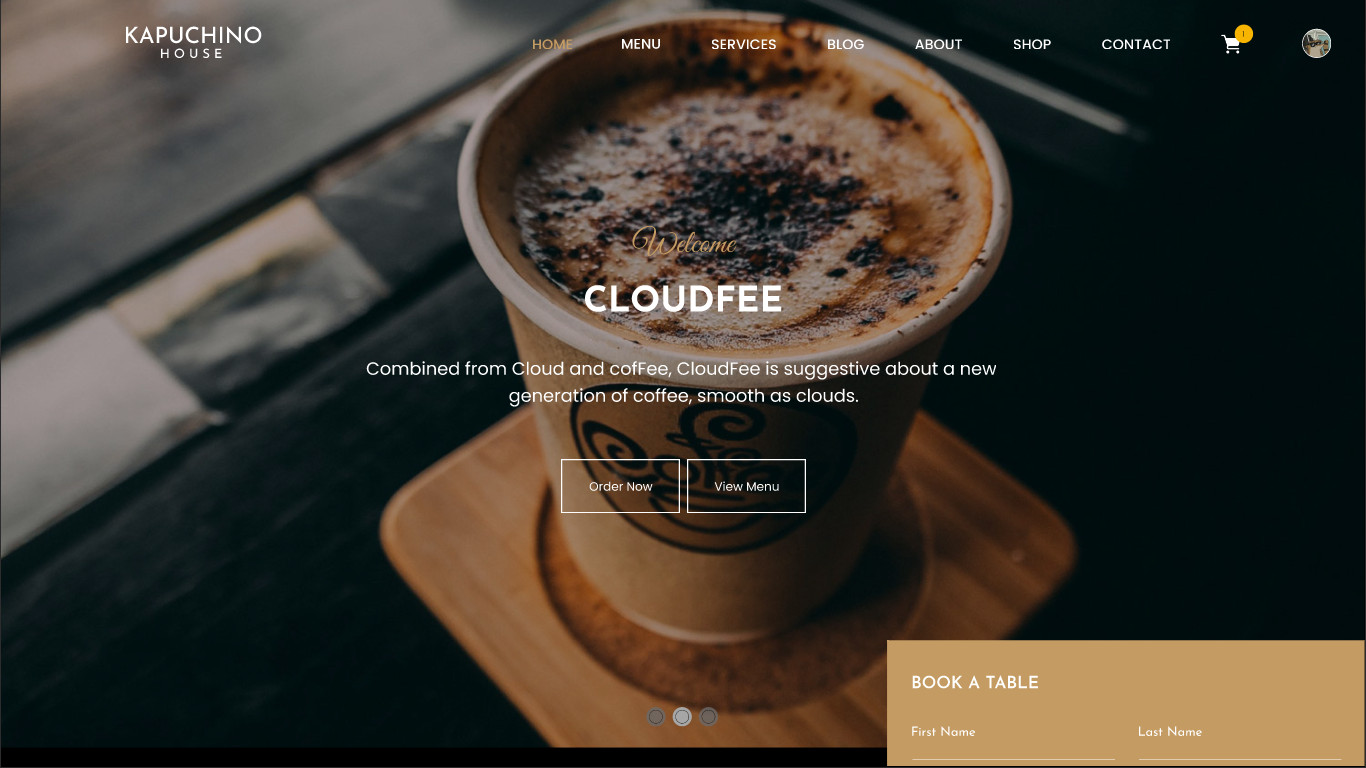 KAPUCHINO
HOUSE
HOME MENU SERVICES BLOG ABOUT SHOP CONTACT
1
Welcome
CLOUDFEE
Combined from Cloud and cofFee, CloudFee is suggestive about a new
generation of coffee, smooth as clouds.
Order Now View Menu
BOOK A TABLE
First Name Last Name